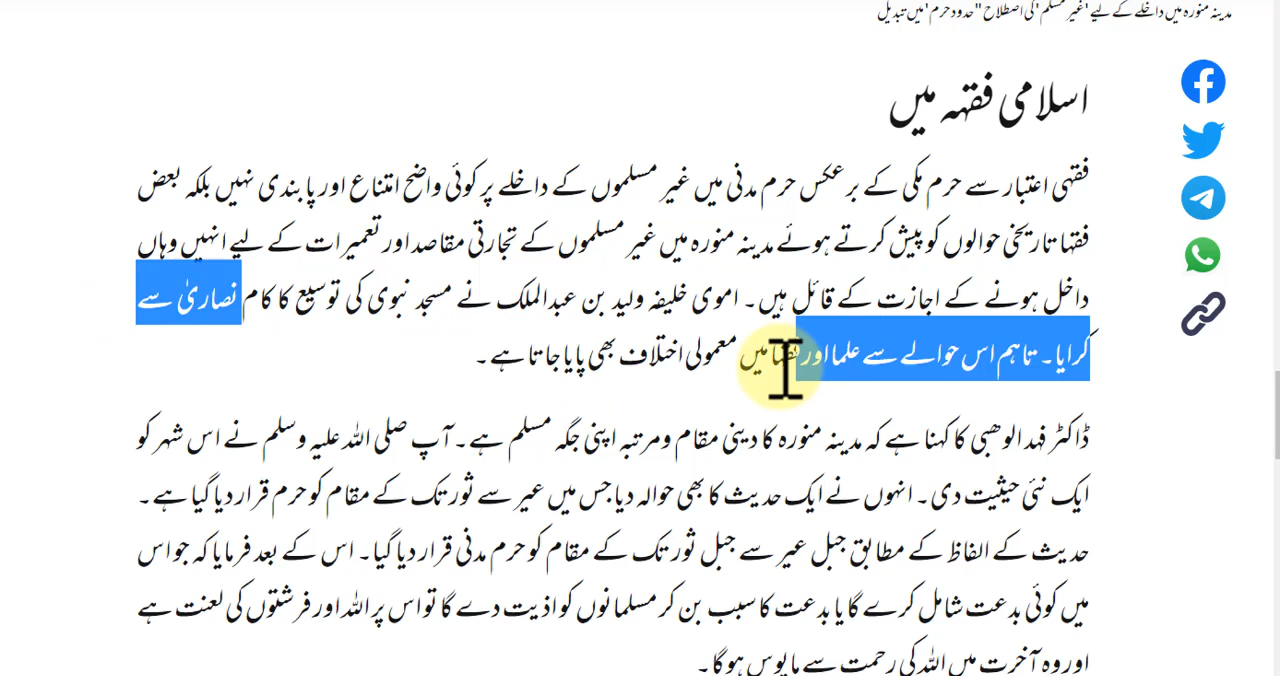 مدینہ منورہ میں داخلے کے لیے 'غیر مسلم' کی اصطلاح "حدود حرم' میں تبدیل
اسلامی فقہہ میں
فقہی اعتبار سے حرم مکی کے برعکس حرم مدنی میں غیر مسلموں کے داخلے پر کوئی واضح امتناع اور پابندی نہیں بلکہ بعض
فقہا تاریخی حوالوں کو پیش کرتے ہوئے مدینہ منورہ میں غیر مسلموں کے تجارتی مقاصد اور تعمیرات کے لیے انہیں وہاں
داخل ہونے کے اجازت کے قائل ہیں۔ اموی خلیفہ ولید بن عبدالملک نے مسجد نبوی کی توسیع کا کام نصاریٰ سے
کرایا۔ تاہم اس حوالے سے علما اور میں معمولی اختلاف بھی پایا جاتا ہے۔
ڈاکٹر فہد الوھبی کا کہنا ہے کہ مدینہ منورہ کا دینی مقام ومرتبہ اپنی جگہ مسلم ہے۔ آپ صلی اللہ علیہ وسلم نے اس شہر کو
ایک نئی حیثیت دی۔ انہوں نے ایک حدیث کا بھی حوالہ دیا جس میں عیر سے ثور تک کے مقام کو حرم قرار دیا گیا ہے۔
حدیث کے الفاظ کے مطابق جبل عیر سے جبل ثور تک کے مقام کو حرم مدنی قرار دیا گیا۔ اس کے بعد فرمایا کہ جو اس
میں کوئی بدعت شامل کرے گا یا بدعت کا سبب بن کر مسلمانوں کو اذیت دے گا تو اس پر اللہ اور فرشتوں کی لعنت ہے
اور وہ آخرت میں اللہ کی رحمت سے مایوس ہوگا۔